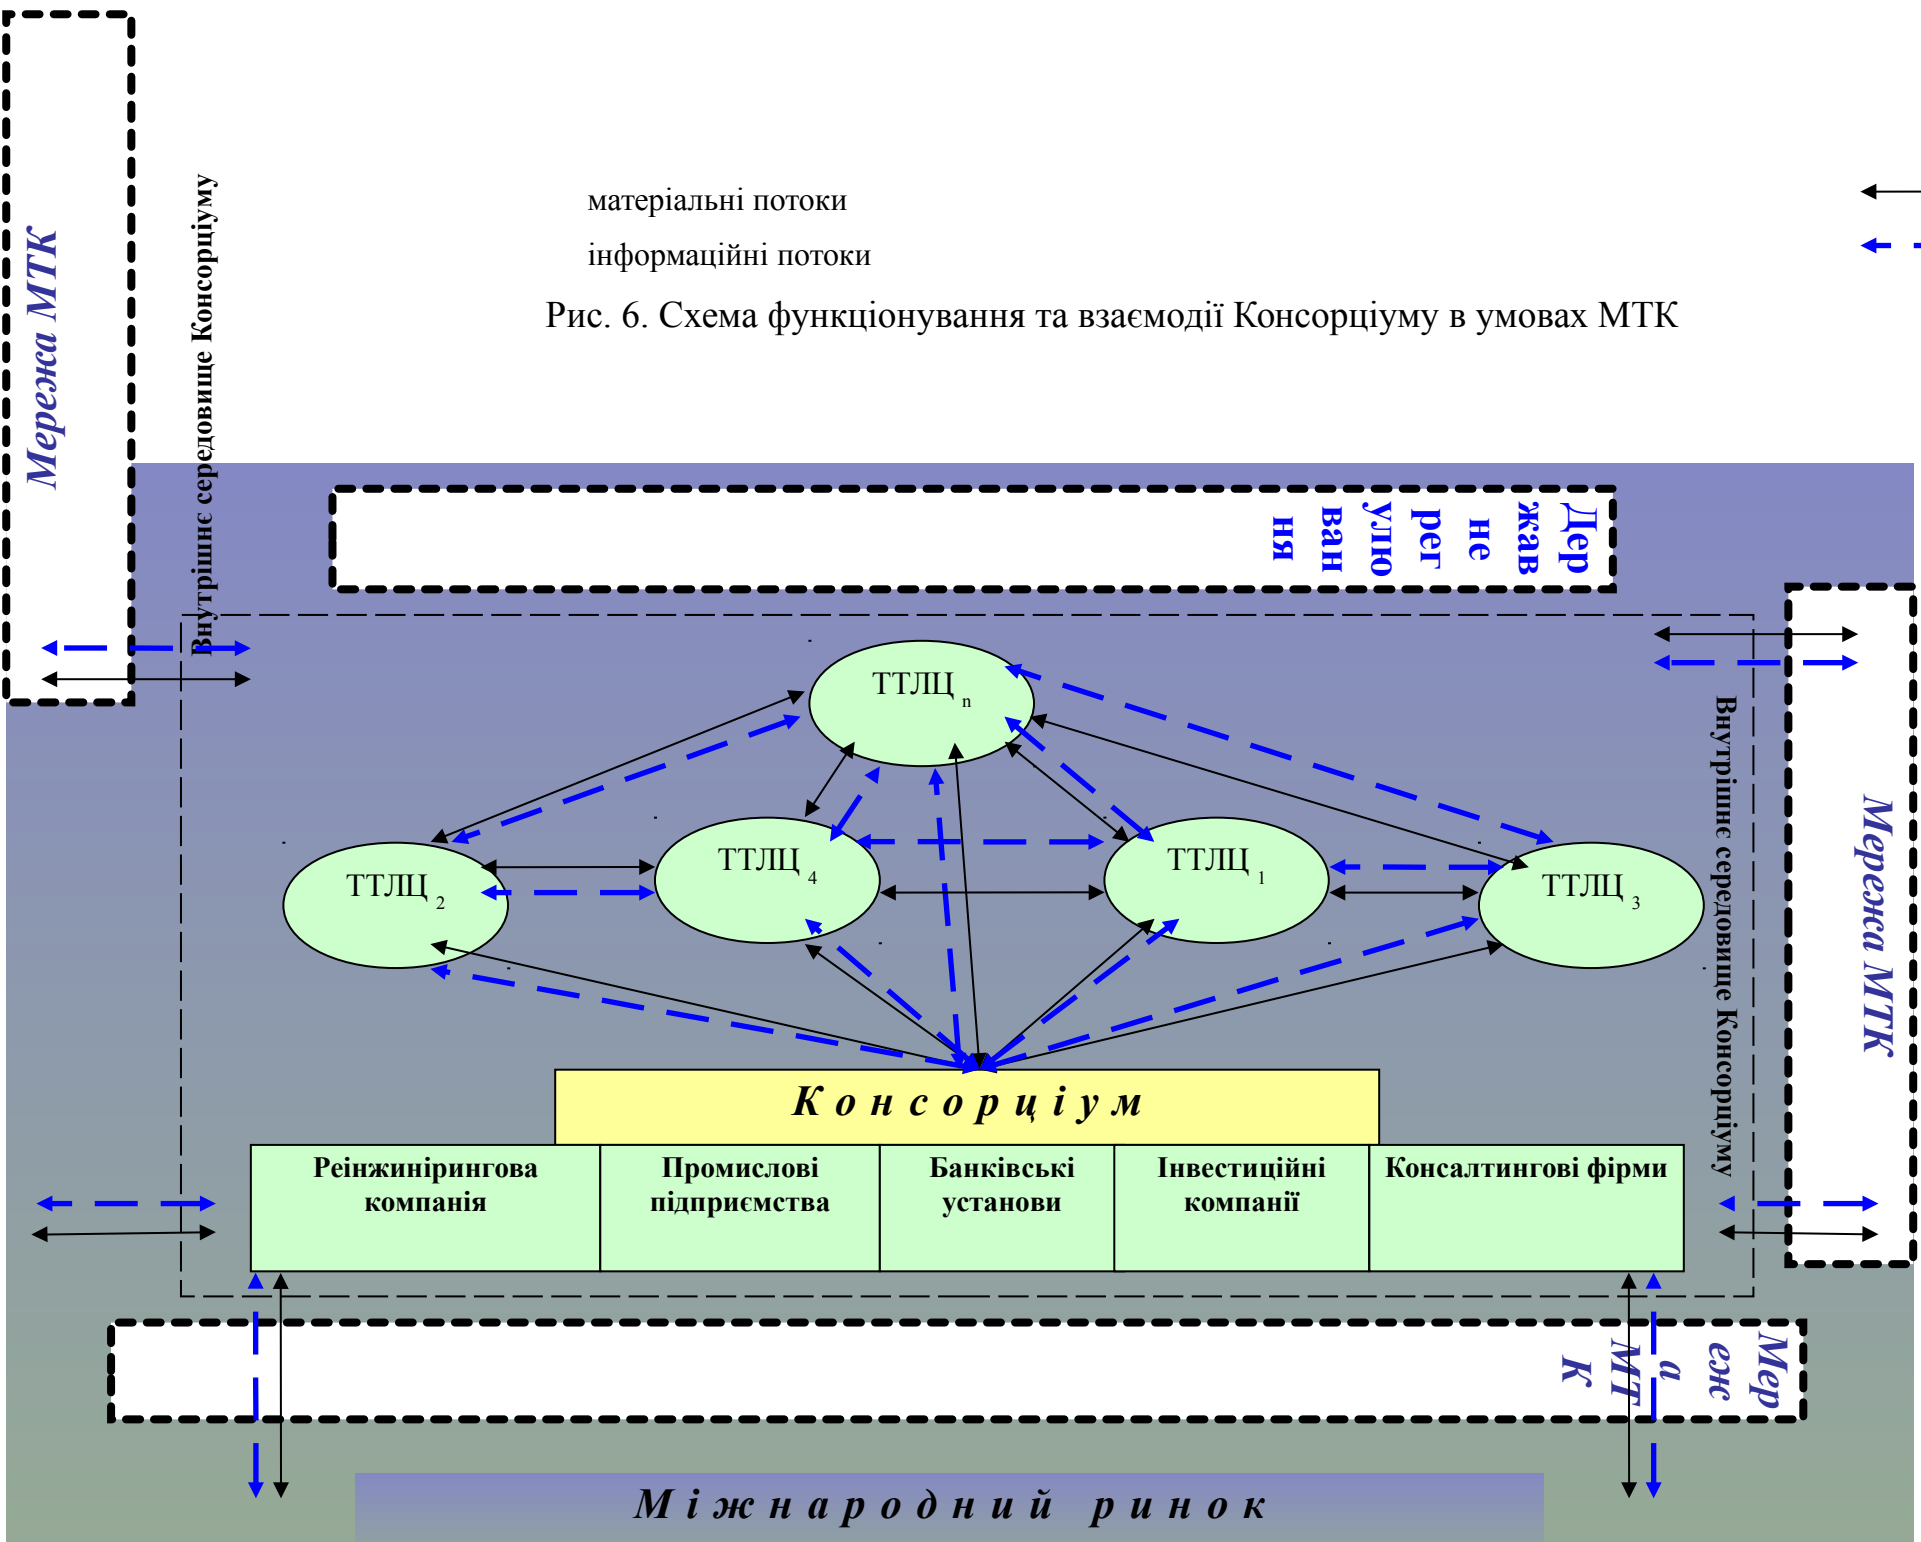 Мережа МТК
Внутрішнє середовище Консорціуму
матеріальні потоки
інформаційні потоки
Рис. 6. Схема функціонування та взаємодії Консорціуму в умовах МТК
Дер
жав
не
рег
улю
ван
ня
ТТЛЦ n
ТТЛЦ 2
ТТЛЦ 4
ТТЛЦ 1
ТТЛЦ 3
Внутрішнє середовище Консорціуму
Мережа МТК
Консорціум
Реінжинірингова
компанія
Промислові
підприємства
Банківські
установи
Інвестиційні
компанії
Консалтингові фірми
Мер
еж
а
МТ
К
Міжнародний ринок